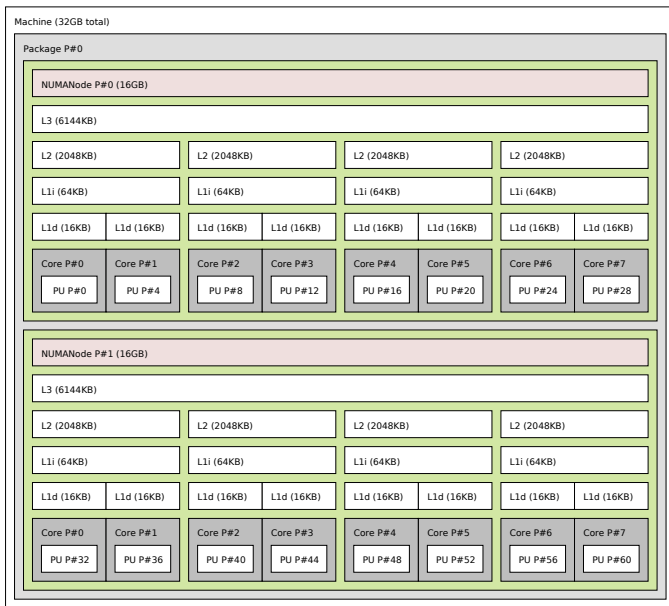 Machine (32GB total)
Package P#0
NUMANode P#0 (16GB)
L3 (6144KB)
L2 (2048KB) L2 (2048KB) L2 (2048KB) L2 (2048KB)
L1i (64KB) L1i (64KB) L1i (64KB) L1i (64KB)
L1d (16KB) L1d (16KB) L1d (16KB) L1d (16KB) L1d (16KB) L1d (16KB) L1d (16KB) L1d (16KB)
Core P#0 Core P#1 Core P#2 Core P#3 Core P#4 Core P#5 Core P#6 Core P#7
PU P#0 PU P#4 PU P#8 PU P#12 PU P#16 PU P#20 PU P#24 PU P#28
NUMANode P#1 (16GB)
L3 (6144KB)
L2 (2048KB) L2 (2048KB) L2 (2048KB) L2 (2048KB)
L1i (64KB) L1i (64KB) L1i (64KB) L1i (64KB)
L1d (16KB) L1d (16KB) L1d (16KB) L1d (16KB) L1d (16KB) L1d (16KB) L1d (16KB) L1d (16KB)
Core P#0 Core P#1 Core P#2 Core P#3 Core P#4 Core P#5 Core P#6 Core P#7
PU P#32 PU P#36 PU P#40 PU P#44 PU P#48 PU P#52 PU P#56 PU P#60